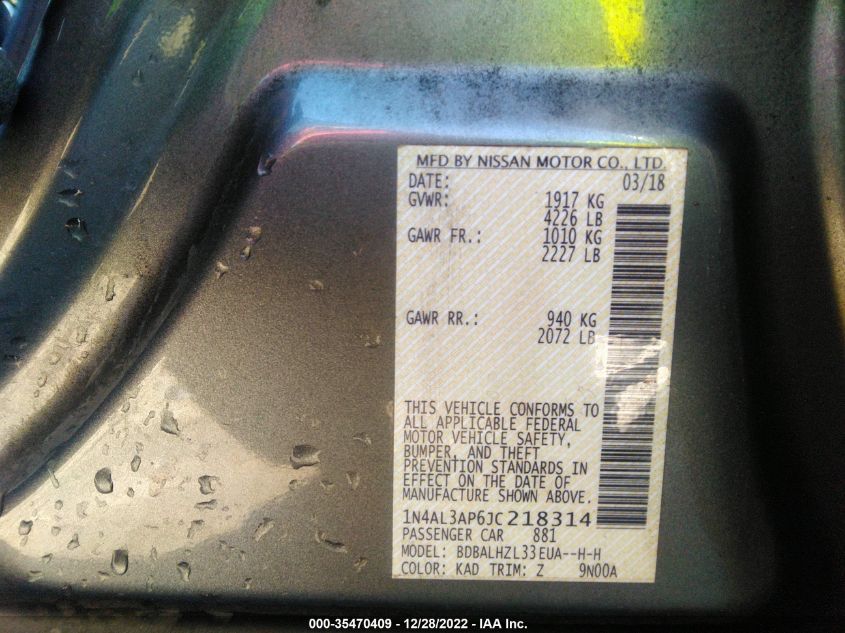 MFD BY NISSAN MOTOR CO., LTD.
DATE: 03/18
GVWR: 1917 KG
4226 LB
GAWR FR.: 1010 KG
2227 LB
GAWR RR.: 940 KG
2072 LB
THIS VEHICLE CONFORMS TO
ALL APPLICABLE FEDERAL
MOTOR VEHICLE SAFETY,
BUMPER, AND THEFT
PREVENTION STANDARDS IN
EFFECT ON THE DATE OF
MANUFACTURE SHOWN ABOVE.
1N4AL3AP6JC218314
PASSENGER CAR 881
MODEL: BDBALHZL33EUA--H-H
COLOR: KAD TRIM: Z 9N00A
000-35470409 - 12/28/2022 - IAA Inc.